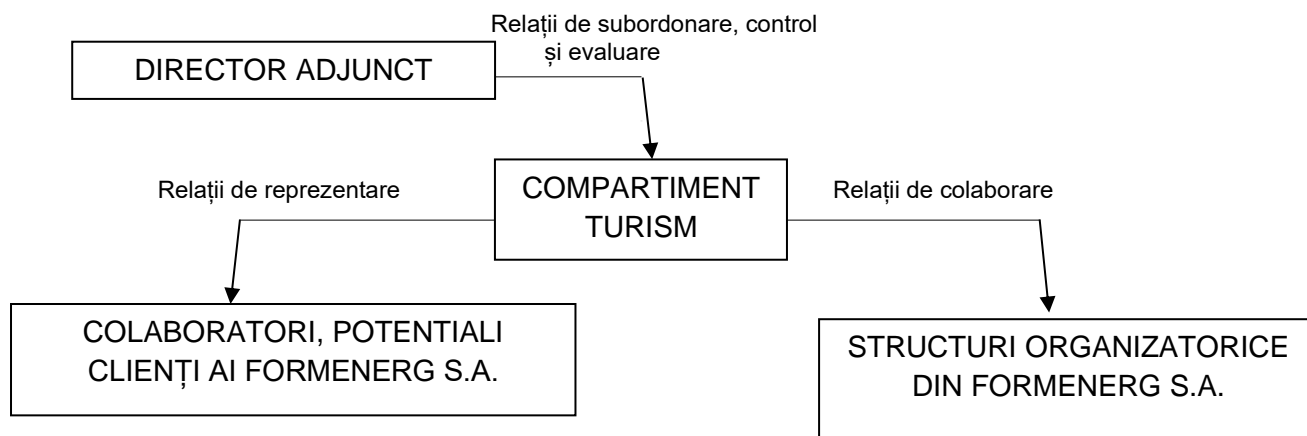 Relații de subordonare, control
și evaluare
DIRECTOR ADJUNCT
COMPARTIMENT
TURISM
Relații de reprezentare
Relații de colaborare
COLABORATORI, POTENTIALI
CLIENȚI AI FORMENERG S.A.
STRUCTURI ORGANIZATORICE
DIN FORMENERG S.A.